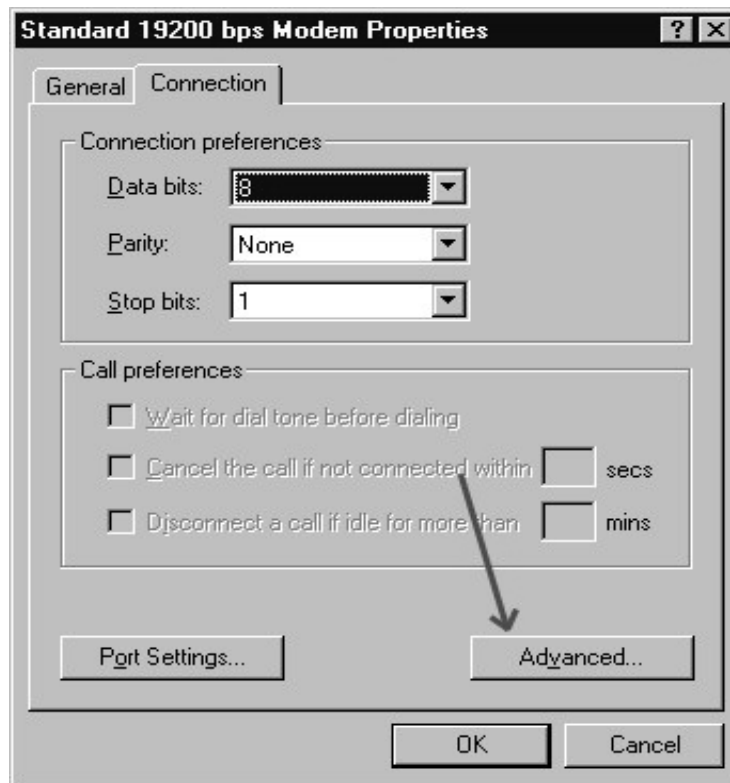 Standard 19200 bps Modem Properties
General Connection
Connection preferences
Data bits: 8
Parity: None
Stop bits: 1
Call preferences
Wait for dial tone before dialing
Cancel the call if not connected within secs
Disconnect a call if idle for more than mins
Port Settings... Advanced...
OK Cancel